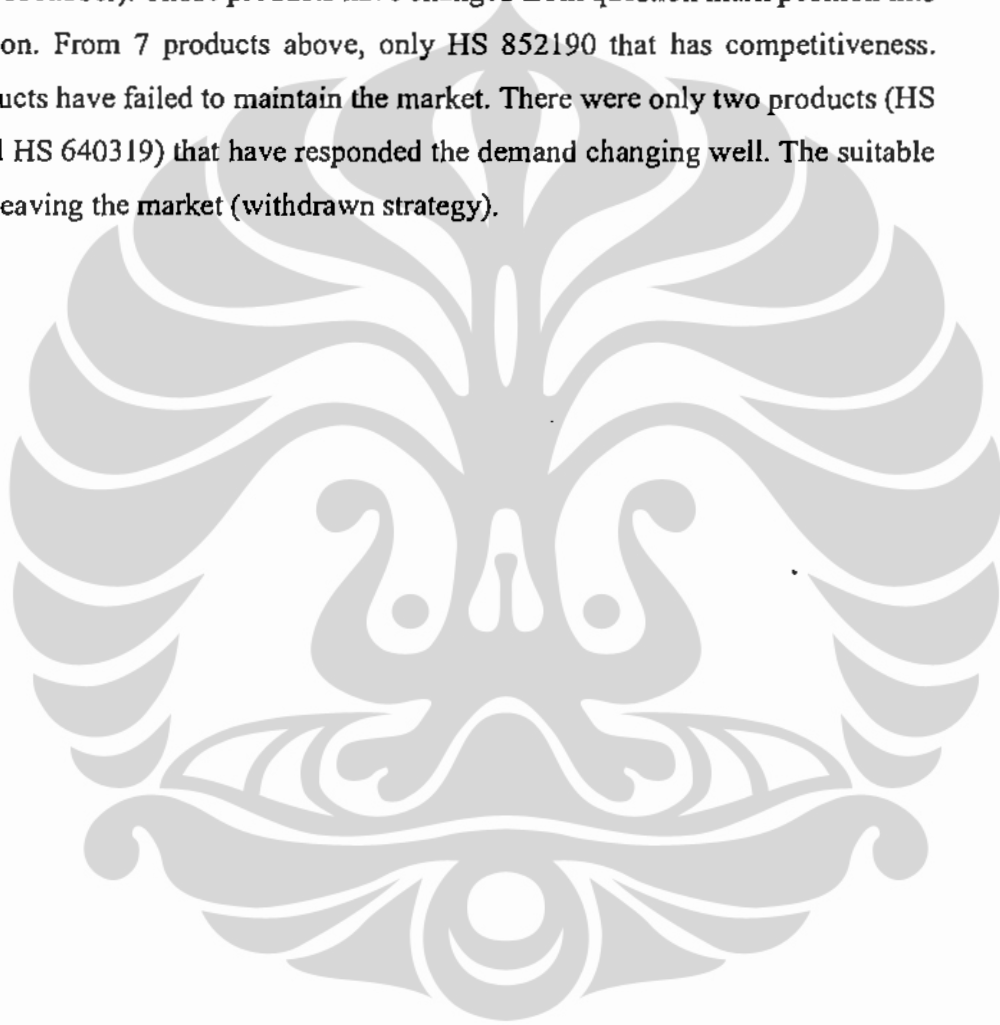 on. From 7 products above, only HS 852190 that has competitiveness.
ucts have failed to maintain the market. There were only two products (HS
HS 640319) that have responded the demand changing well. The suitable
eaving the market (withdrawn strategy).